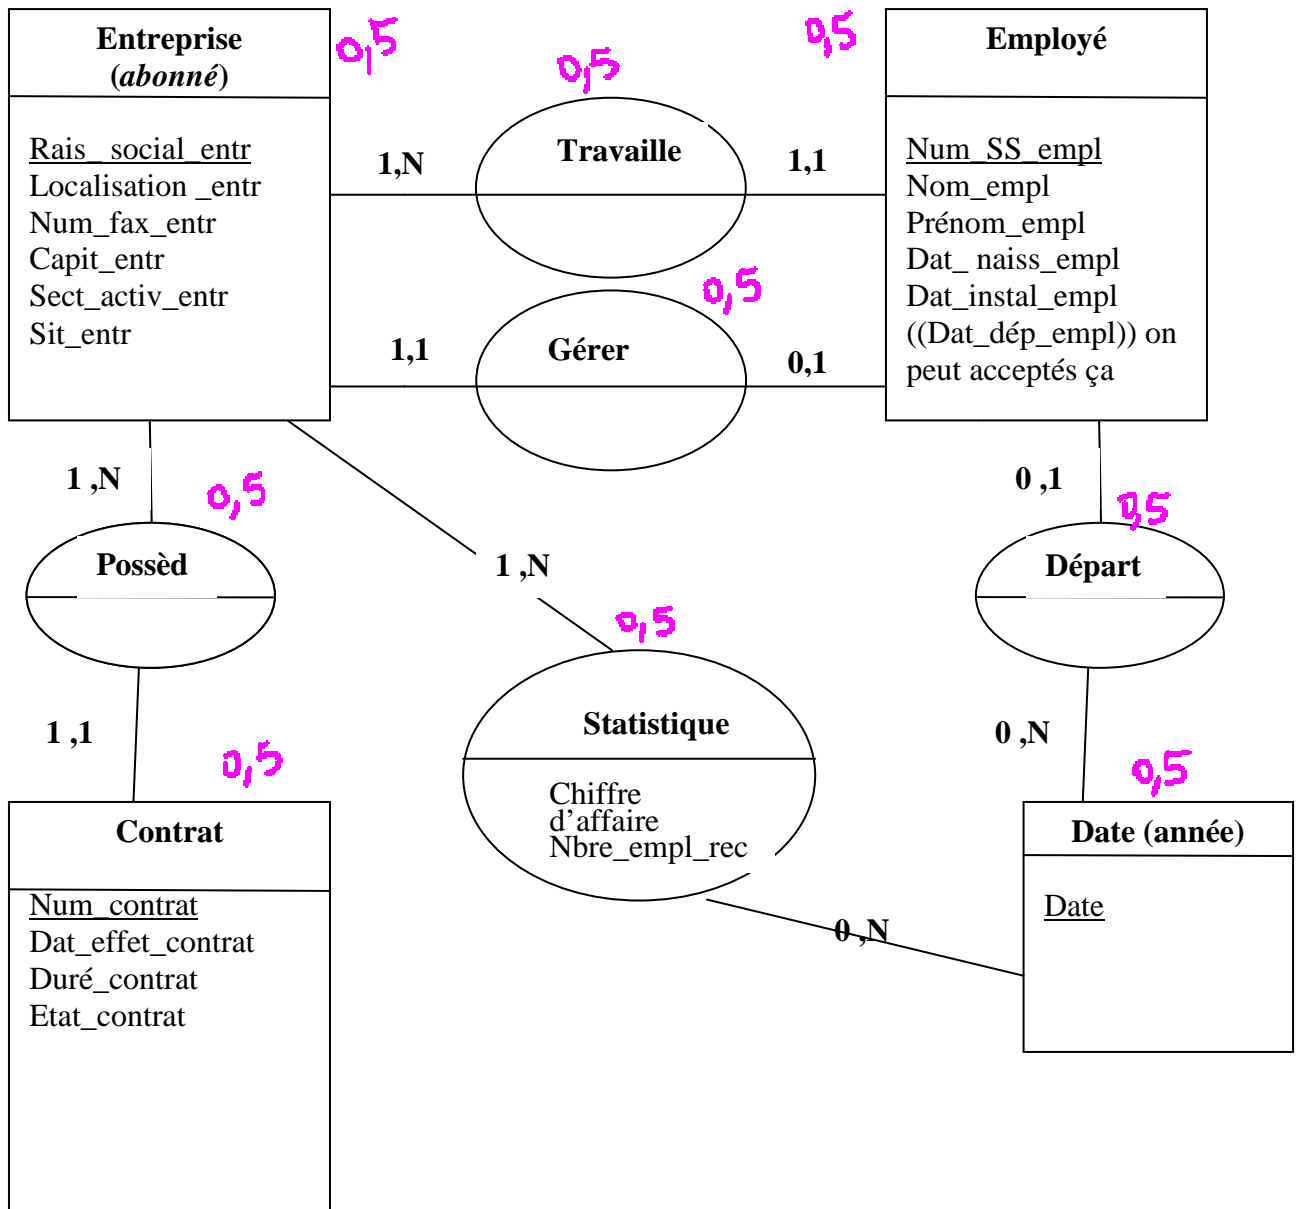 Entreprise
(abonné)
0,5
Rais_ social_entr
Localisation _entr
Num_fax_entr
Capit_entr
Sect_activ_entr
Sit_entr
0,5
Travaille
1,N
1,1
0,5
Gérer
1,1
0,1
0,5
Employé
Num_SS_empl
Nom_empl
Prénom_empl
Dat_ naiss_empl
Dat_instal_empl
((Dat_dép_empl)) on
peut acceptés ça
1 ,N
0,5
Possèd
1 ,1
1 ,N
0,5
Statistique
Chiffre
d’affaire
Nbre_empl_rec
0 ,N
0 ,1
0,5
Départ
0 ,N
0,5
Contrat
Num_contrat
Dat_effet_contrat
Duré_contrat
Etat_contrat
0,5
Date (année)
Date